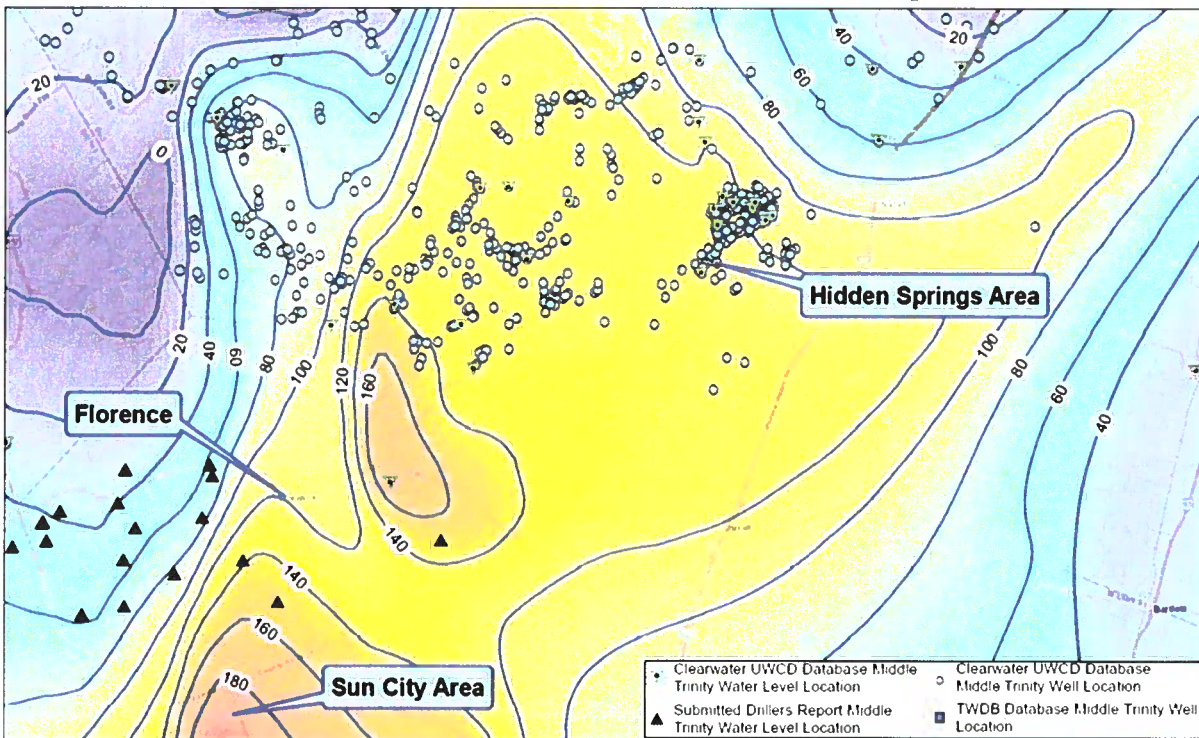 20
40
60
80
20
0
Hidden Springs Area
20
40
60
80
100
120
160
100
80
60
40
Florence
140
140
160
180
Sun City Area
Bartlett
Clearwater UWCD Database Middle
Trinity Water Level Location
Clearwater UWCD Database
Middle Trinity Well Location
Submitted Drillers Report Middle
Trinity Water Level Location
TWDB Database Middle Trinity Well
Location